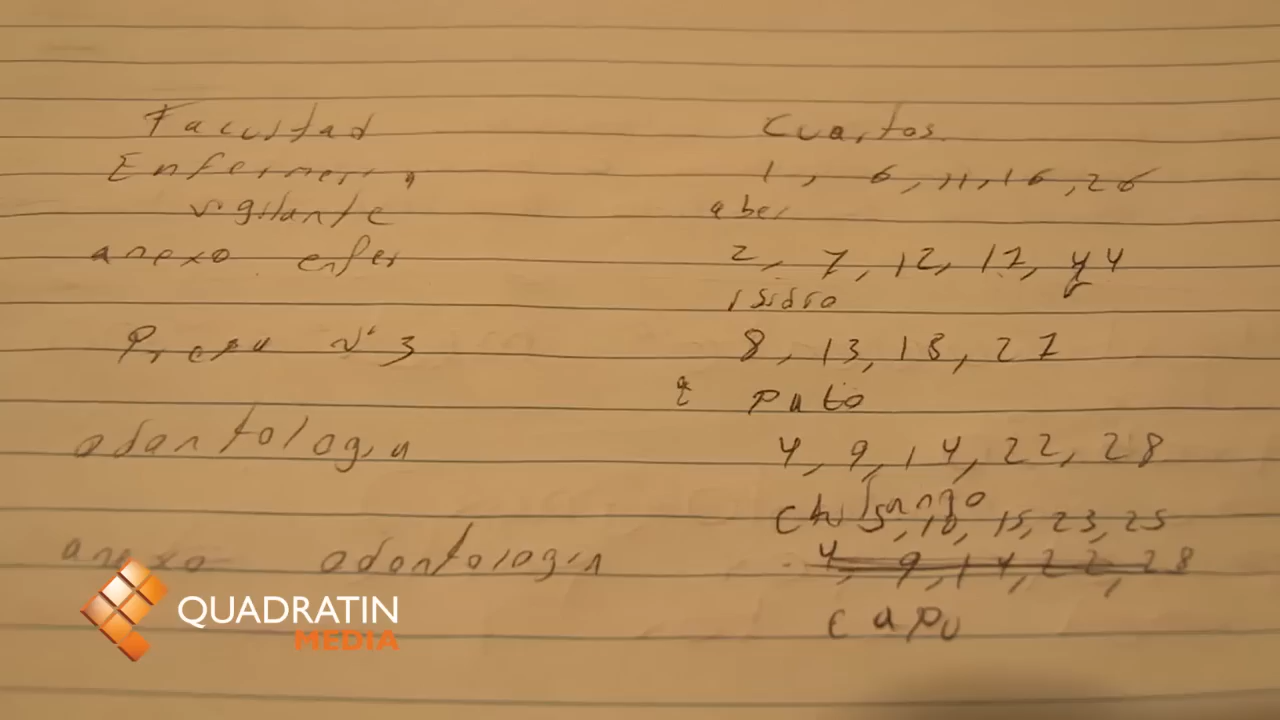 Facultad Cuartos.
Enfermeria 1, 6, 11, 16, 26
vigilante abel
anexo enfer 2, 7, 12, 17, y 4
Isidro
N° 3 8, 13, 18, 27
pato
odontologia 4, 9, 14, 22, 28
5, 10, 15, 23, 25
anexo odontologia 4, 9, 14, 22, 28
capu
QUADRATIN
MEDIA